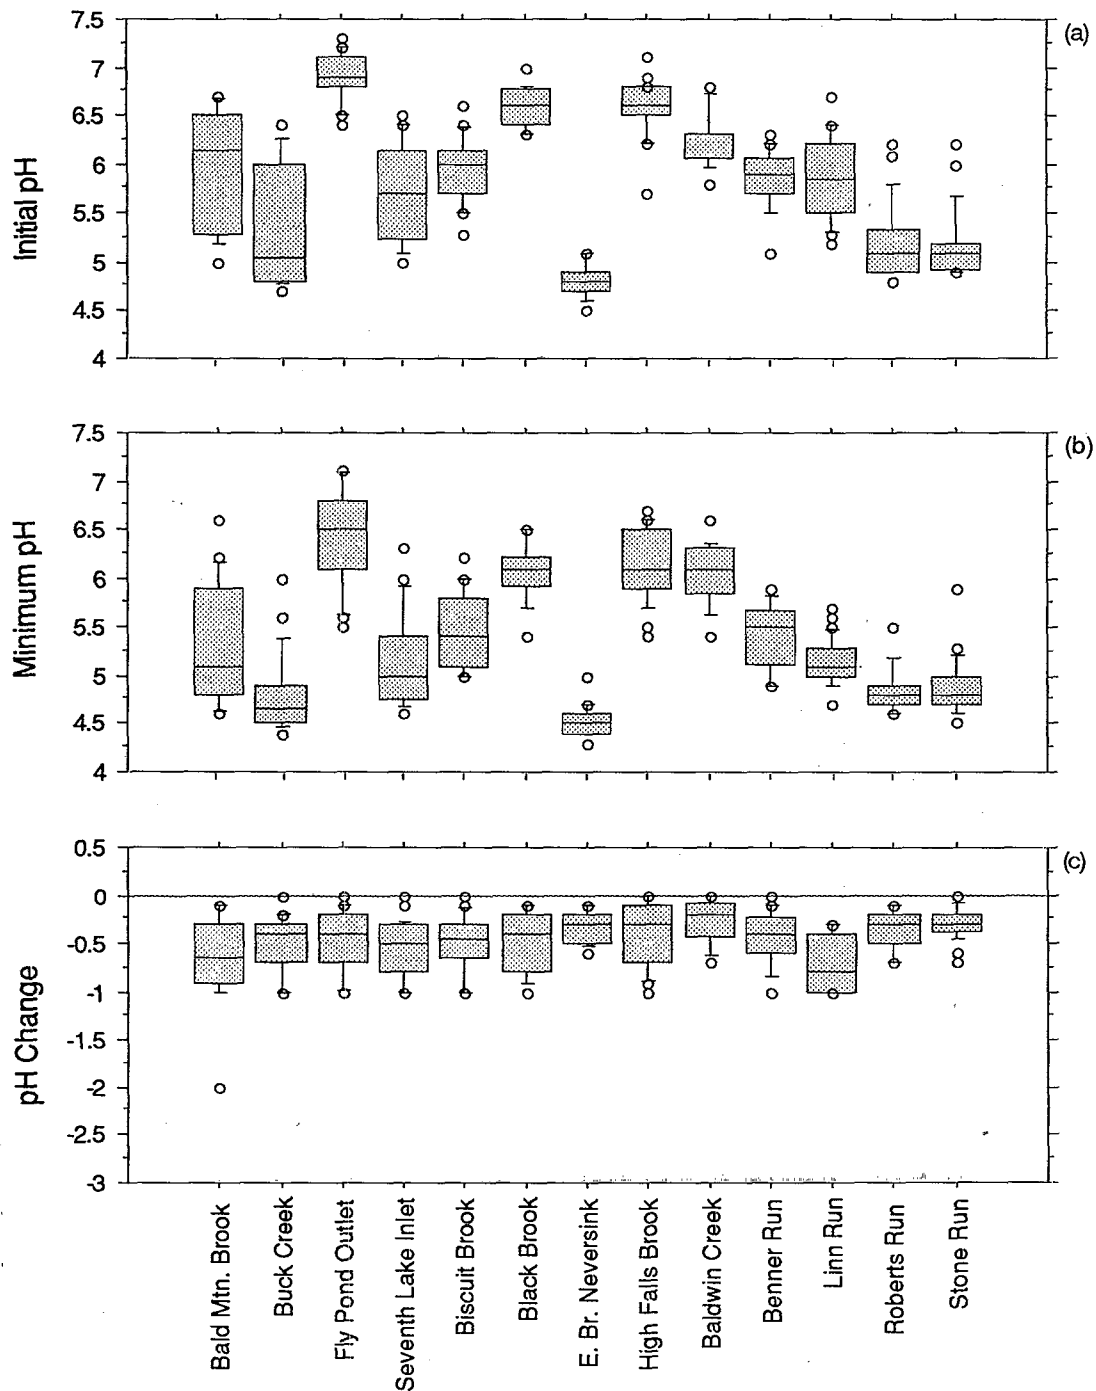 (a)
7.5
7
6.5
6
5.5
5
4.5
4
Initial pH
(b)
7.5
7
6.5
6
5.5
5
4.5
4
Minimum pH
(c)
0.5
0
-0.5
-1
-1.5
-2
-2.5
-3
pH Change
Bald Mtn. Brook
Buck Creek
Fly Pond Outlet
Seventh Lake Inlet
Biscuit Brook
Black Brook
E. Br. Neversink
High Falls Brook
Baldwin Creek
Benner Run
Linn Run
Roberts Run
Stone Run